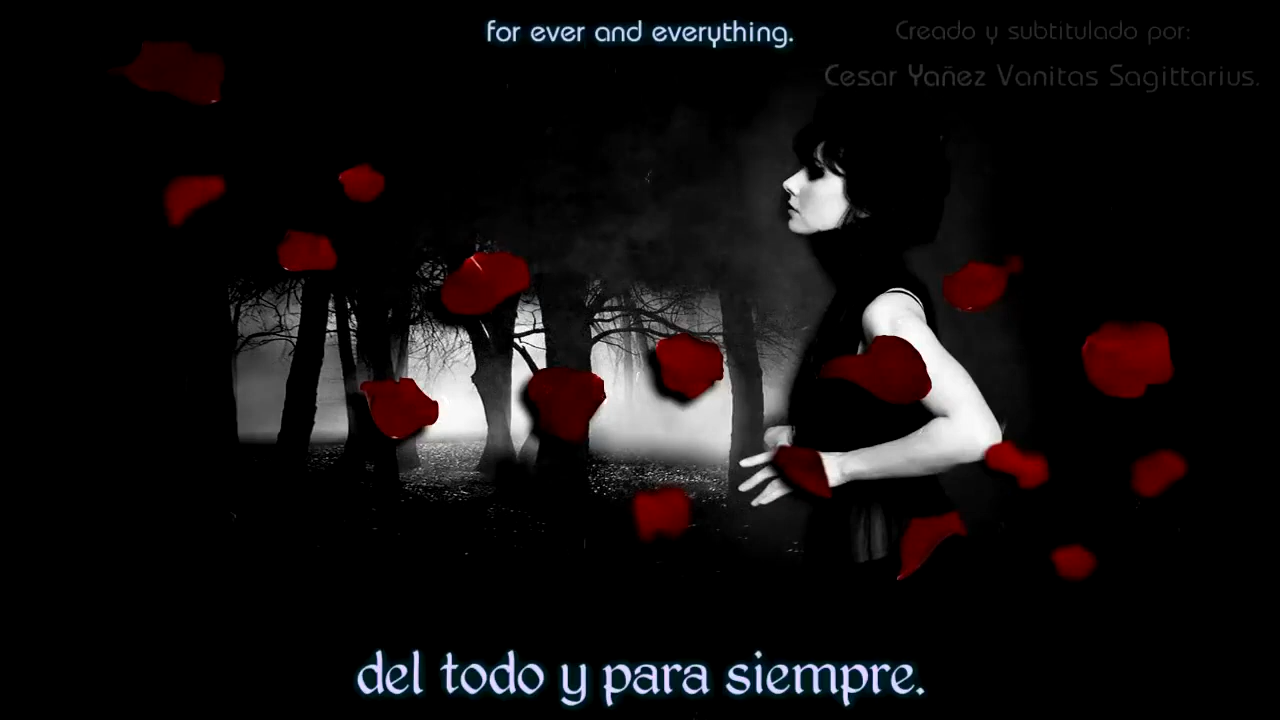 for ever and everything.
Creado y subtitulado por:
Cesar Yañez Vanitas Sagittarius.
del todo y para siempre.